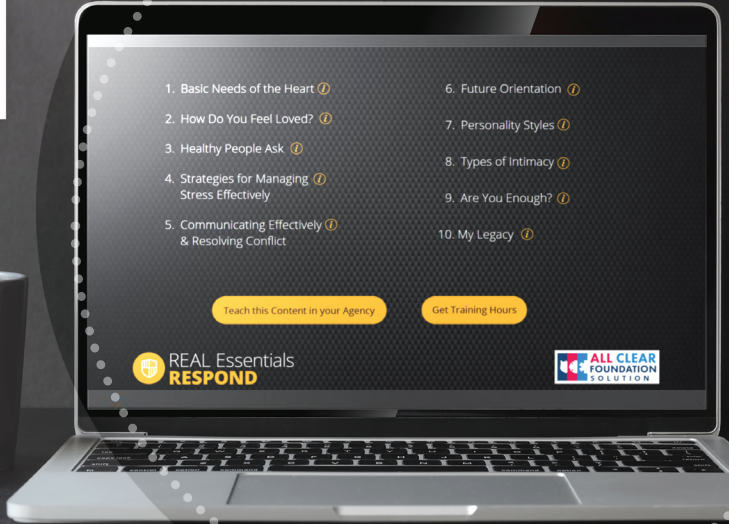 1. Basic Needs of the Heart i
2. How Do You Feel Loved? i
3. Healthy People Ask i
4. Strategies for Managing i
Stress Effectively
5. Communicating Effectively i
& Resolving Conflict
6. Future Orientation i
7. Personality Styles i
8. Types of Intimacy i
9. Are You Enough? i
10. My Legacy i
Teach this Content in your Agency
Get Training Hours
REAL Essentials
RESPOND
ALL CLEAR
FOUNDATION
SOLUTION
command
option